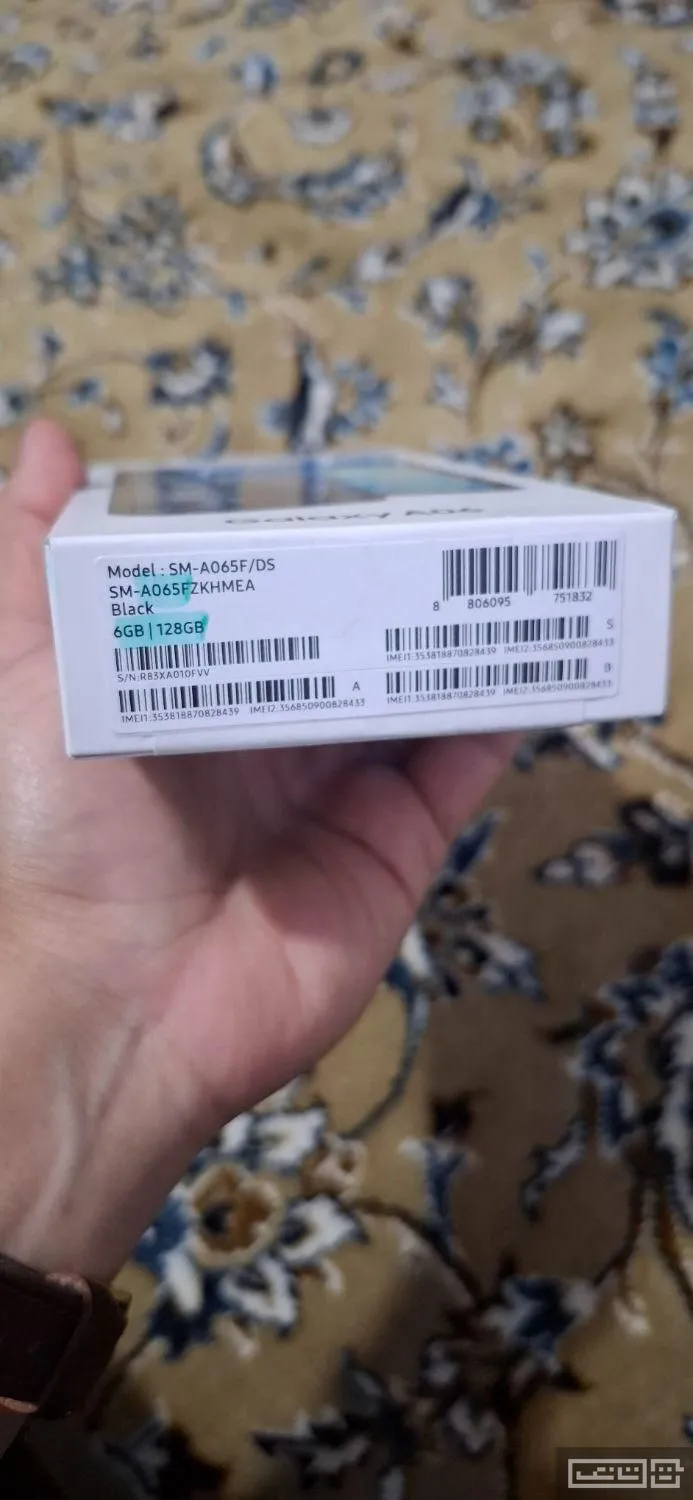 Galaxy A06
Model : SM-A065F/DS
SM-A065FZKHMEA
Black
6GB | 128GB
8 806095 751832
S/N:R83XA010FVV
IMEI1:353818870828439 IMEI2:356850900828433 S
IMEI1:353818870828439 IMEI2:356850900828433 A
IMEI1:353818870828439 IMEI2:356850900828433 B